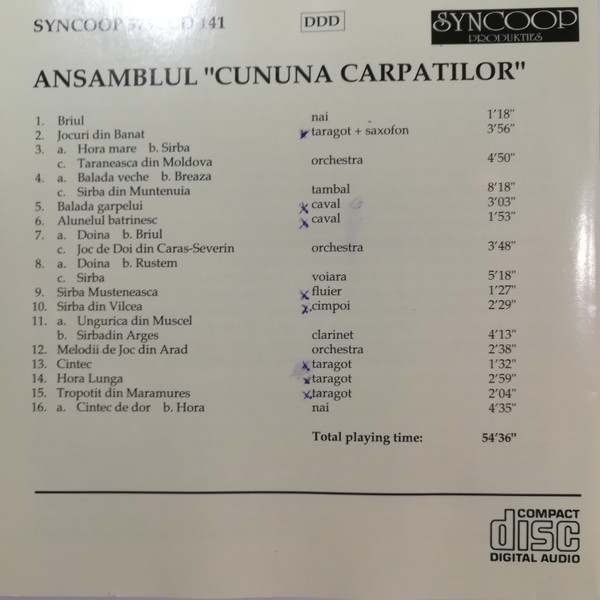 SYNCOOP CD 141 DDD SYNCOOP
PRODUKTIES
ANSAMBLUL "CUNUNA CARPATILOR"
1. Briul nai 1'18"
2. Jocuri din Banat taragot + saxofon 3'56"
3. a. Hora mare b. Sirba
c. Taraneasca din Moldova orchestra 4'50"
4. a. Balada veche b. Breaza
c. Sirba din Muntenuia tambal 8'18"
5. Balada garpelui caval 3'03"
6. Alunelul batrinesc caval 1'53"
7. a. Doina b. Briul
c. Joc de Doi din Caras-Severin orchestra 3'48"
8. a. Doina b. Rustem
c. Sirba voiara 5'18"
9. Sirba Musteneasca fluier 1'27"
10. Sirba din Vilcea cimpoi 2'29"
11. a. Ungurica din Muscel
b. Sirbadin Arges clarinet 4'13"
12. Melodii de Joc din Arad orchestra 2'38"
13. Cintec taragot 1'32"
14. Hora Lunga taragot 2'59"
15. Tropotit din Maramures taragot 2'04"
16. a. Cintec de dor b. Hora nai 4'35"
Total playing time: 54'36"
COMPACT
disc
DIGITAL AUDIO